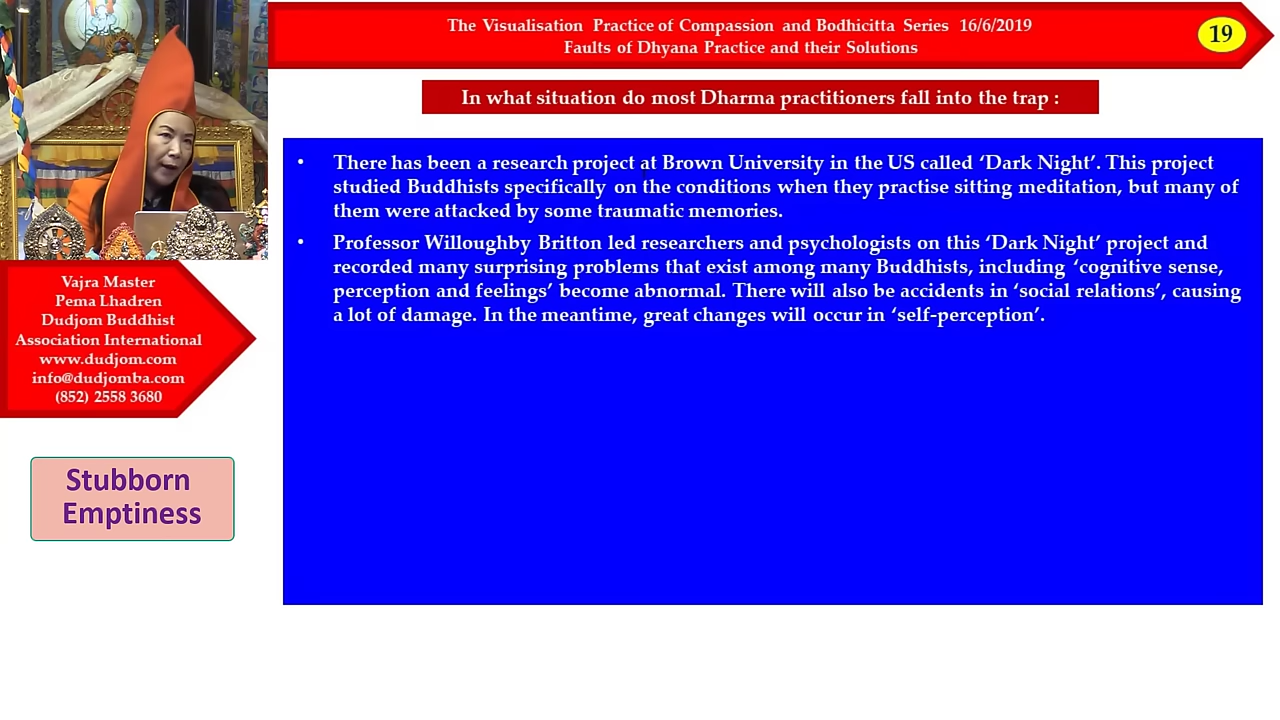 The Visualisation Practice of Compassion and Bodhicitta Series 16/6/2019
Faults of Dhyana Practice and their Solutions
19
In what situation do most Dharma practitioners fall into the trap :
• There has been a research project at Brown University in the US called ‘Dark Night’. This project
studied Buddhists specifically on the conditions when they practise sitting meditation, but many of
them were attacked by some traumatic memories.
• Professor Willoughby Britton led researchers and psychologists on this ‘Dark Night’ project and
recorded many surprising problems that exist among many Buddhists, including ‘cognitive sense,
perception and feelings’ become abnormal. There will also be accidents in ‘social relations’, causing
a lot of damage. In the meantime, great changes will occur in ‘self-perception’.
Vajra Master
Pema Lhadren
Dudjom Buddhist
Association International
www.dudjom.com
info@dudjomba.com
(852) 2558 3680
Stubborn
Emptiness